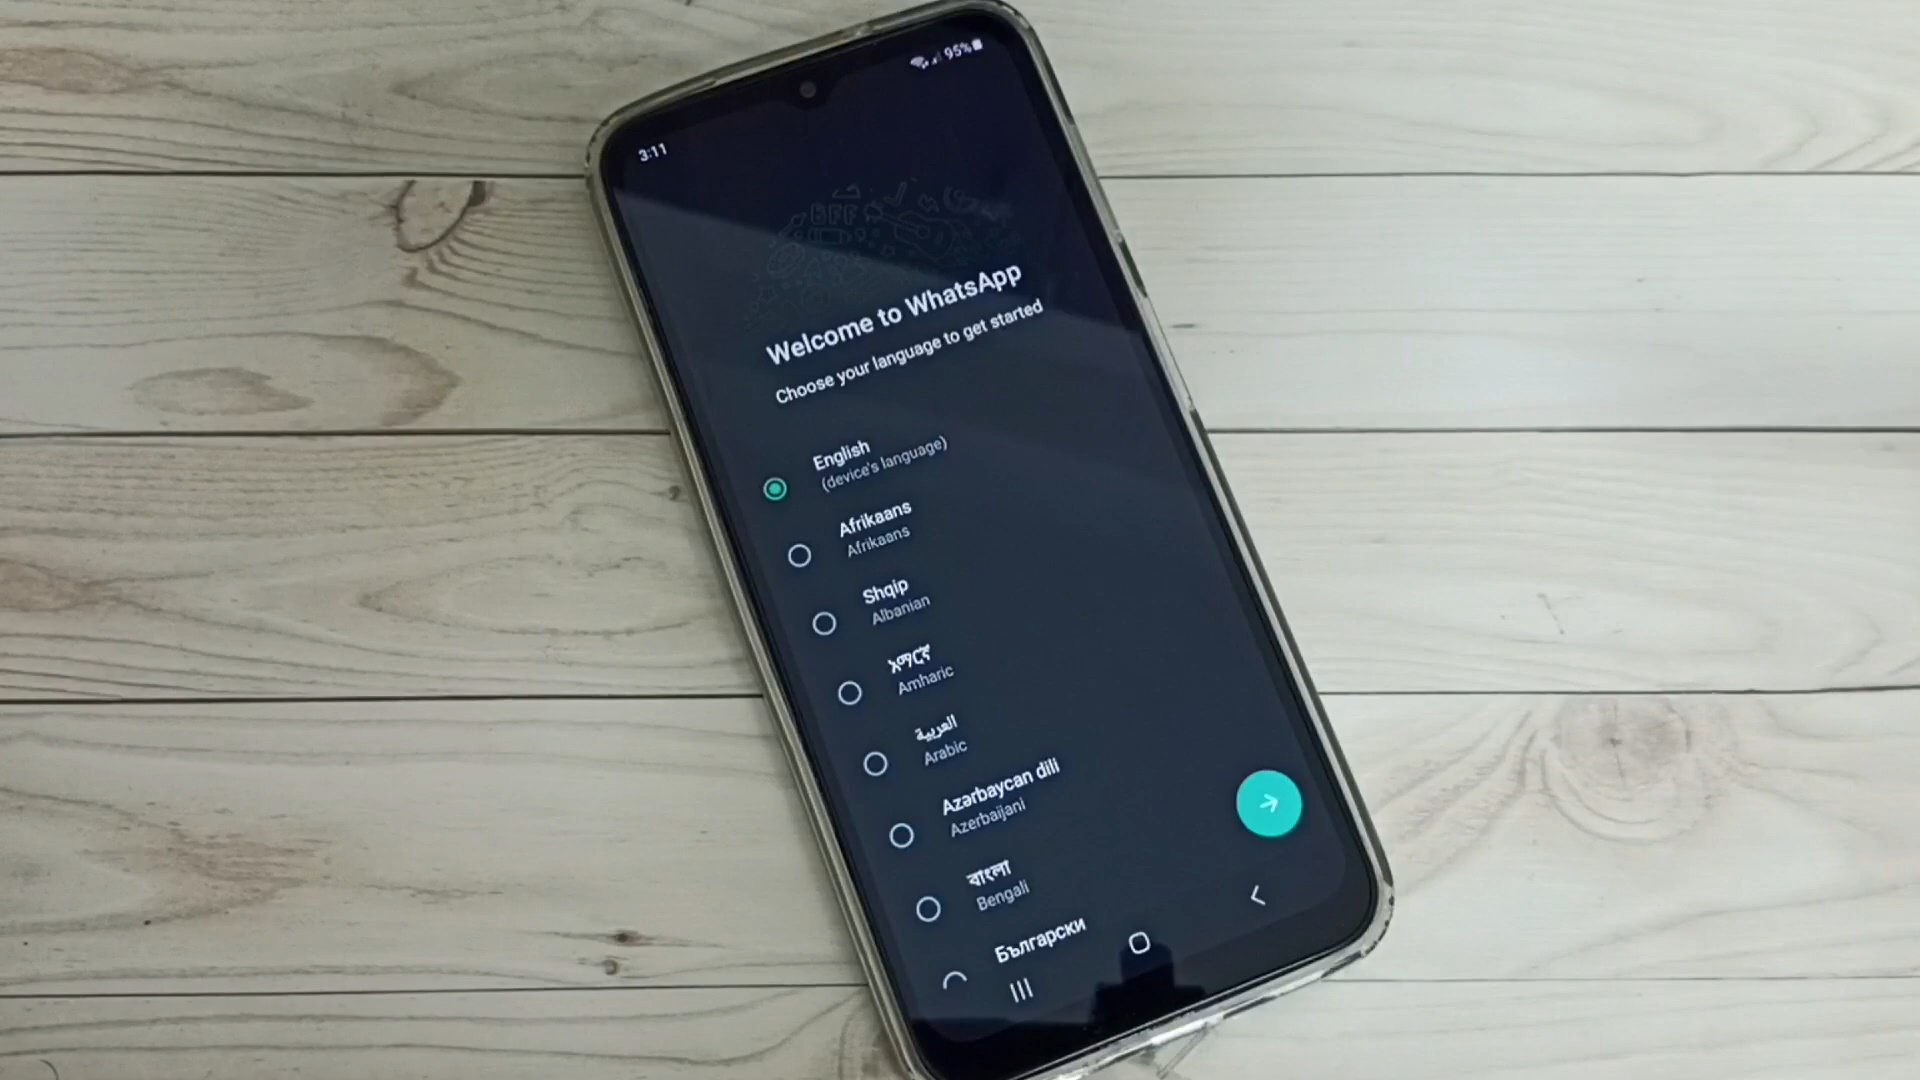 3:11
95%
BFF
Welcome to WhatsApp
Choose your language to get started
English
(device's language)
Afrikaans
Afrikaans
Shqip
Albanian
አማርኛ
Amharic
العربية
Arabic
Azərbaycan dili
Azerbaijani
বাংলা
Bengali
Български